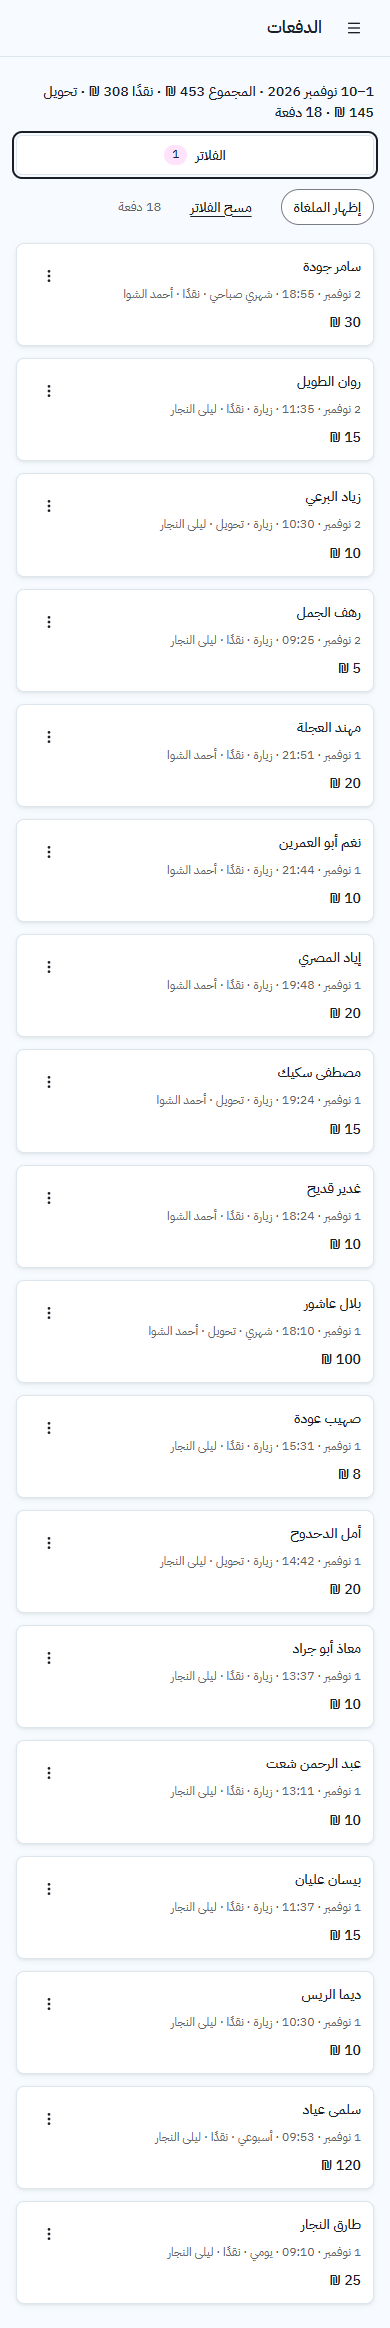 الدفعات
1–10 نوفمبر 2026 · المجموع 453 ₪ · نقدًا 308 ₪ · تحويل
145 ₪ · 18 دفعة
الفلاتر 1
إظهار الملغاة مسح الفلاتر 18 دفعة
سامر جودة
2 نوفمبر · 18:55 · شهري صباحي · نقدًا · أحمد الشوا
30 ₪
روان الطويل
2 نوفمبر · 11:35 · زيارة · نقدًا · ليلى النجار
15 ₪
زياد البرعي
2 نوفمبر · 10:30 · زيارة · تحويل · ليلى النجار
10 ₪
رهف الجمل
2 نوفمبر · 09:25 · زيارة · نقدًا · ليلى النجار
5 ₪
مهند العجلة
1 نوفمبر · 21:51 · زيارة · نقدًا · أحمد الشوا
20 ₪
نغم أبو العمرين
1 نوفمبر · 21:44 · زيارة · نقدًا · أحمد الشوا
10 ₪
إياد المصري
1 نوفمبر · 19:48 · زيارة · نقدًا · أحمد الشوا
20 ₪
مصطفى سكيك
1 نوفمبر · 19:24 · زيارة · تحويل · أحمد الشوا
15 ₪
غدير قديح
1 نوفمبر · 18:24 · زيارة · نقدًا · أحمد الشوا
10 ₪
بلال عاشور
1 نوفمبر · 18:10 · شهري · تحويل · أحمد الشوا
100 ₪
صهيب عودة
1 نوفمبر · 15:31 · زيارة · نقدًا · ليلى النجار
8 ₪
أمل الدحدوح
1 نوفمبر · 14:42 · زيارة · تحويل · ليلى النجار
20 ₪
معاذ أبو جراد
1 نوفمبر · 13:37 · زيارة · نقدًا · ليلى النجار
10 ₪
عبد الرحمن شعت
1 نوفمبر · 13:11 · زيارة · نقدًا · ليلى النجار
10 ₪
بيسان عليان
1 نوفمبر · 11:37 · زيارة · نقدًا · ليلى النجار
15 ₪
ديما الريس
1 نوفمبر · 10:30 · زيارة · نقدًا · ليلى النجار
10 ₪
سلمى عياد
1 نوفمبر · 09:53 · أسبوعي · نقدًا · ليلى النجار
120 ₪
طارق النجار
1 نوفمبر · 09:10 · يومي · نقدًا · ليلى النجار
25 ₪